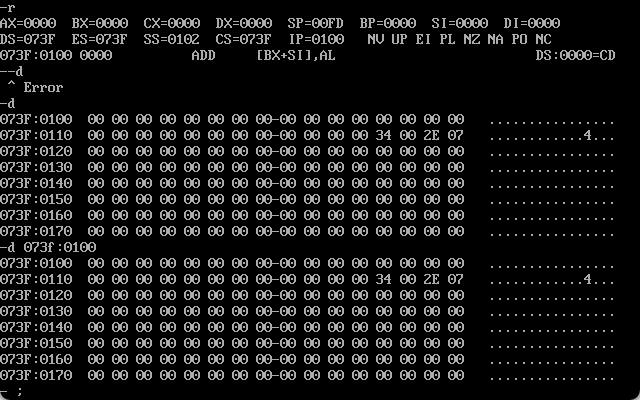 -r
AX=0000  BX=0000  CX=0000  DX=0000  SP=00FD  BP=0000  SI=0000  DI=0000
DS=073F  ES=073F  SS=0102  CS=073F  IP=0100   NV UP EI PL NZ NA PO NC
073F:0100 0000          ADD     [BX+SI],AL                         DS:0000=CD
--d
 ^ Error
-d
073F:0100  00 00 00 00 00 00 00 00-00 00 00 00 00 00 00 00   ................
073F:0110  00 00 00 00 00 00 00 00-00 00 00 00 34 00 2E 07   ............4...
073F:0120  00 00 00 00 00 00 00 00-00 00 00 00 00 00 00 00   ................
073F:0130  00 00 00 00 00 00 00 00-00 00 00 00 00 00 00 00   ................
073F:0140  00 00 00 00 00 00 00 00-00 00 00 00 00 00 00 00   ................
073F:0150  00 00 00 00 00 00 00 00-00 00 00 00 00 00 00 00   ................
073F:0160  00 00 00 00 00 00 00 00-00 00 00 00 00 00 00 00   ................
073F:0170  00 00 00 00 00 00 00 00-00 00 00 00 00 00 00 00   ................
-d 073f:0100
073F:0100  00 00 00 00 00 00 00 00-00 00 00 00 00 00 00 00   ................
073F:0110  00 00 00 00 00 00 00 00-00 00 00 00 34 00 2E 07   ............4...
073F:0120  00 00 00 00 00 00 00 00-00 00 00 00 00 00 00 00   ................
073F:0130  00 00 00 00 00 00 00 00-00 00 00 00 00 00 00 00   ................
073F:0140  00 00 00 00 00 00 00 00-00 00 00 00 00 00 00 00   ................
073F:0150  00 00 00 00 00 00 00 00-00 00 00 00 00 00 00 00   ................
073F:0160  00 00 00 00 00 00 00 00-00 00 00 00 00 00 00 00   ................
073F:0170  00 00 00 00 00 00 00 00-00 00 00 00 00 00 00 00   ................
- ;